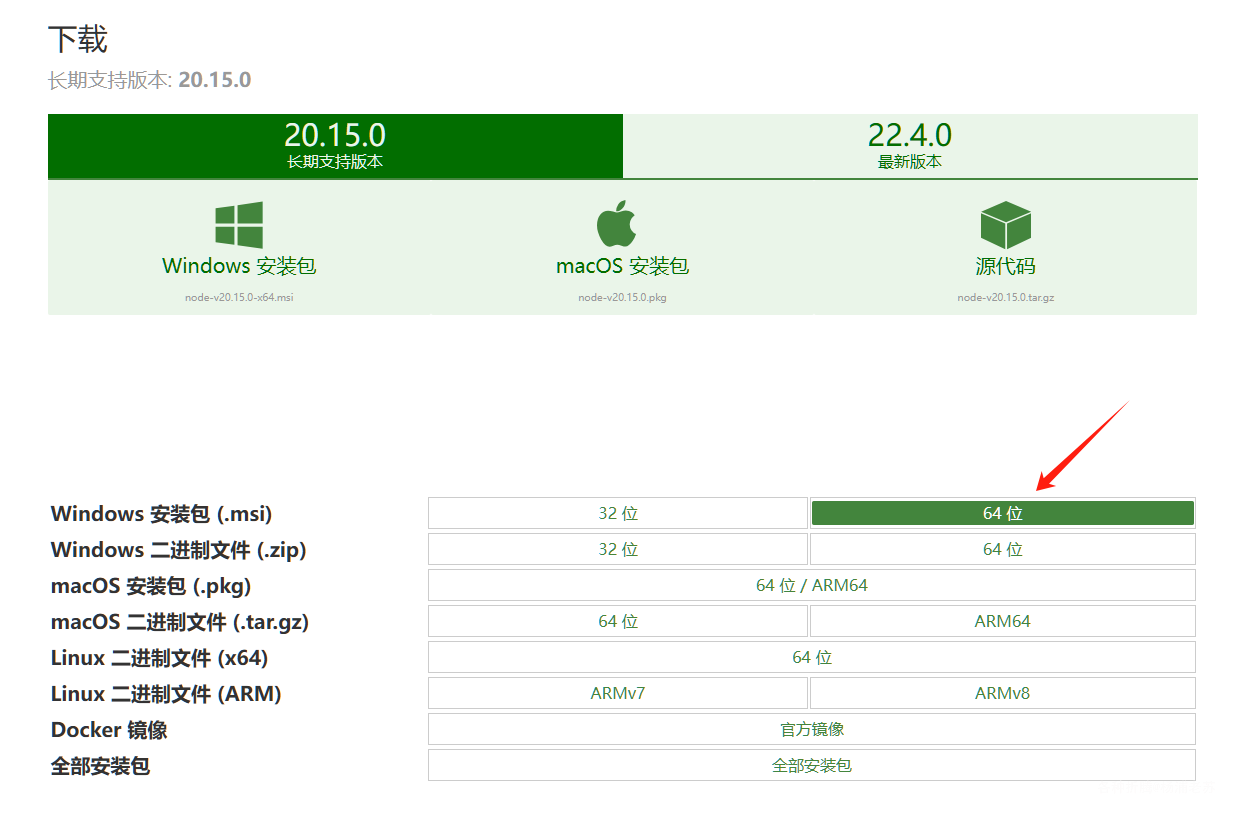 下载
长期支持版本: 20.15.0
20.15.0
长期支持版本
22.4.0
最新版本
Windows 安装包
node-v20.15.0-x64.msi
macOS 安装包
node-v20.15.0.pkg
源代码
node-v20.15.0.tar.gz
Windows 安装包 (.msi) 32 位 64 位
Windows 二进制文件 (.zip) 32 位 64 位
macOS 安装包 (.pkg) 64 位 / ARM64
macOS 二进制文件 (.tar.gz) 64 位 ARM64
Linux 二进制文件 (x64) 64 位
Linux 二进制文件 (ARM) ARMv7 ARMv8
Docker 镜像 官方镜像
全部安装包 全部安装包